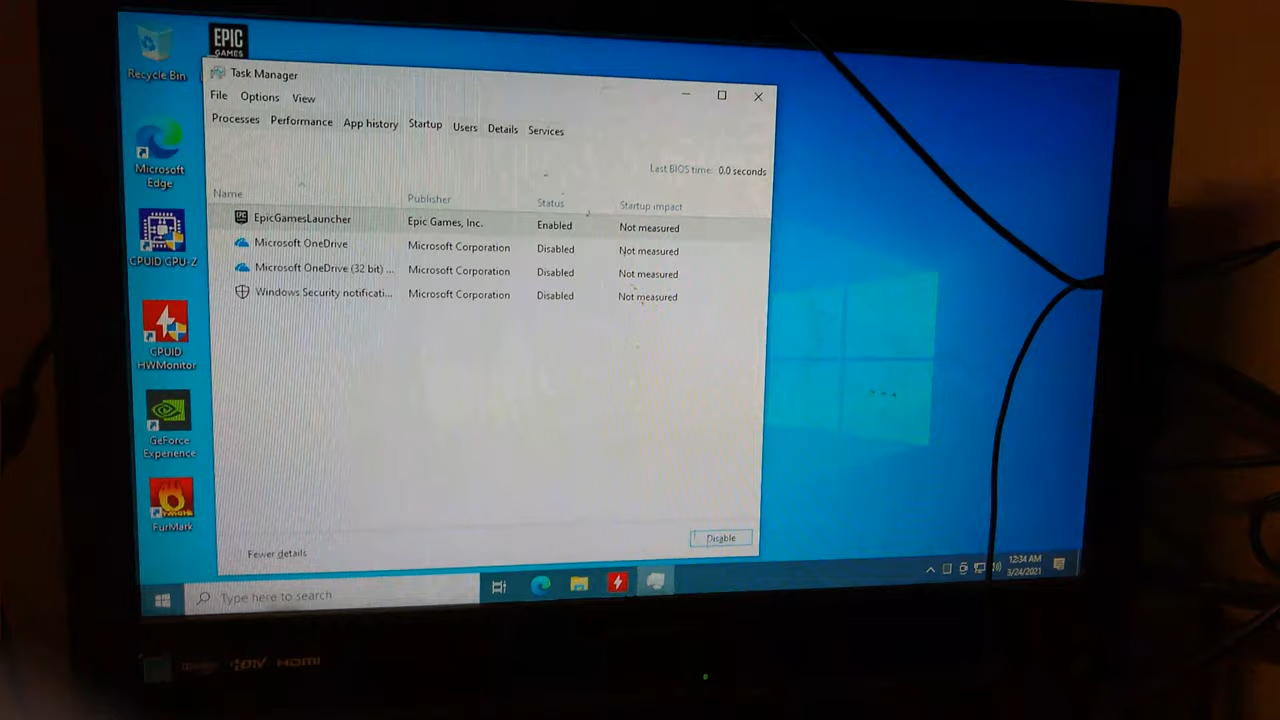 EPIC
GAMES
Recycle Bin
Task Manager
File Options View
Processes Performance App history Startup Users Details Services
Last BIOS time: 0.0 seconds
Name Publisher Status Startup impact
EpicGamesLauncher Epic Games, Inc. Enabled Not measured
Microsoft OneDrive Microsoft Corporation Disabled Not measured
Microsoft OneDrive (32 bit) ... Microsoft Corporation Disabled Not measured
Windows Security notificati... Microsoft Corporation Disabled Not measured
Fewer details
Disable
Microsoft
Edge
CPUID CPU-Z
CPUID
HWMonitor
GeForce
Experience
FurMark
Type here to search
12:34 AM
3/24/2021
HDTV HDMI